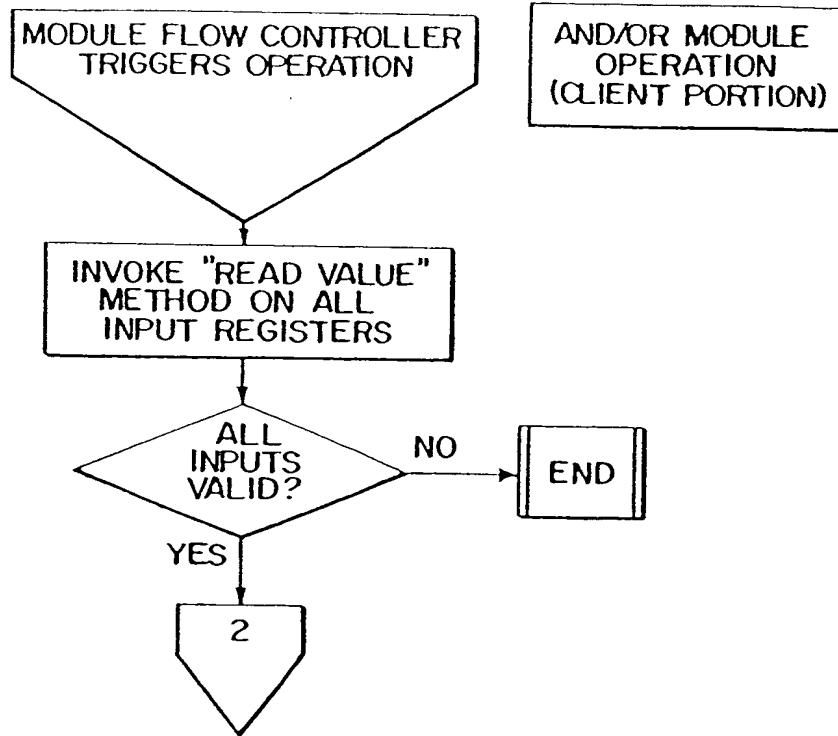 MODULE FLOW CONTROLLER
TRIGGERS OPERATION
AND/OR MODULE
OPERATION
(CLIENT PORTION)
INVOKE "READ VALUE"
METHOD ON ALL
INPUT REGISTERS
ALL
INPUTS
VALID?
NO
END
YES
2